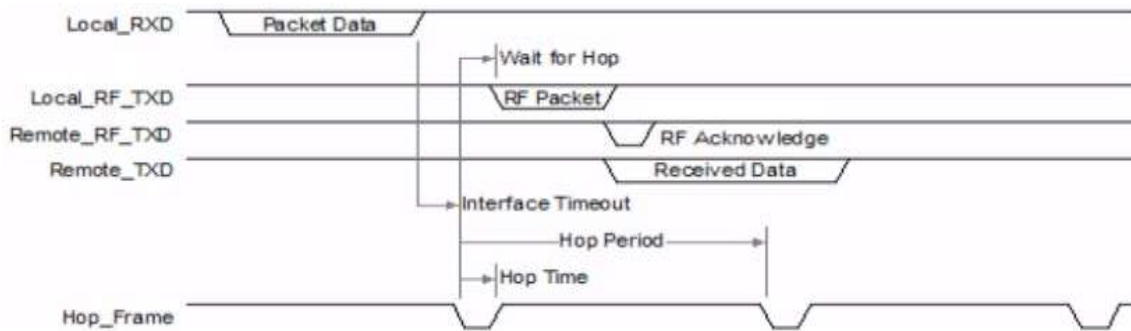 Local_RXD
Packet Data
Wait for Hop
Local_RF_TXD
RF Packet
Remote_RF_TXD
RF Acknowledge
Remote_TXD
Received Data
Interface Timeout
Hop Period
Hop Time
Hop_Frame